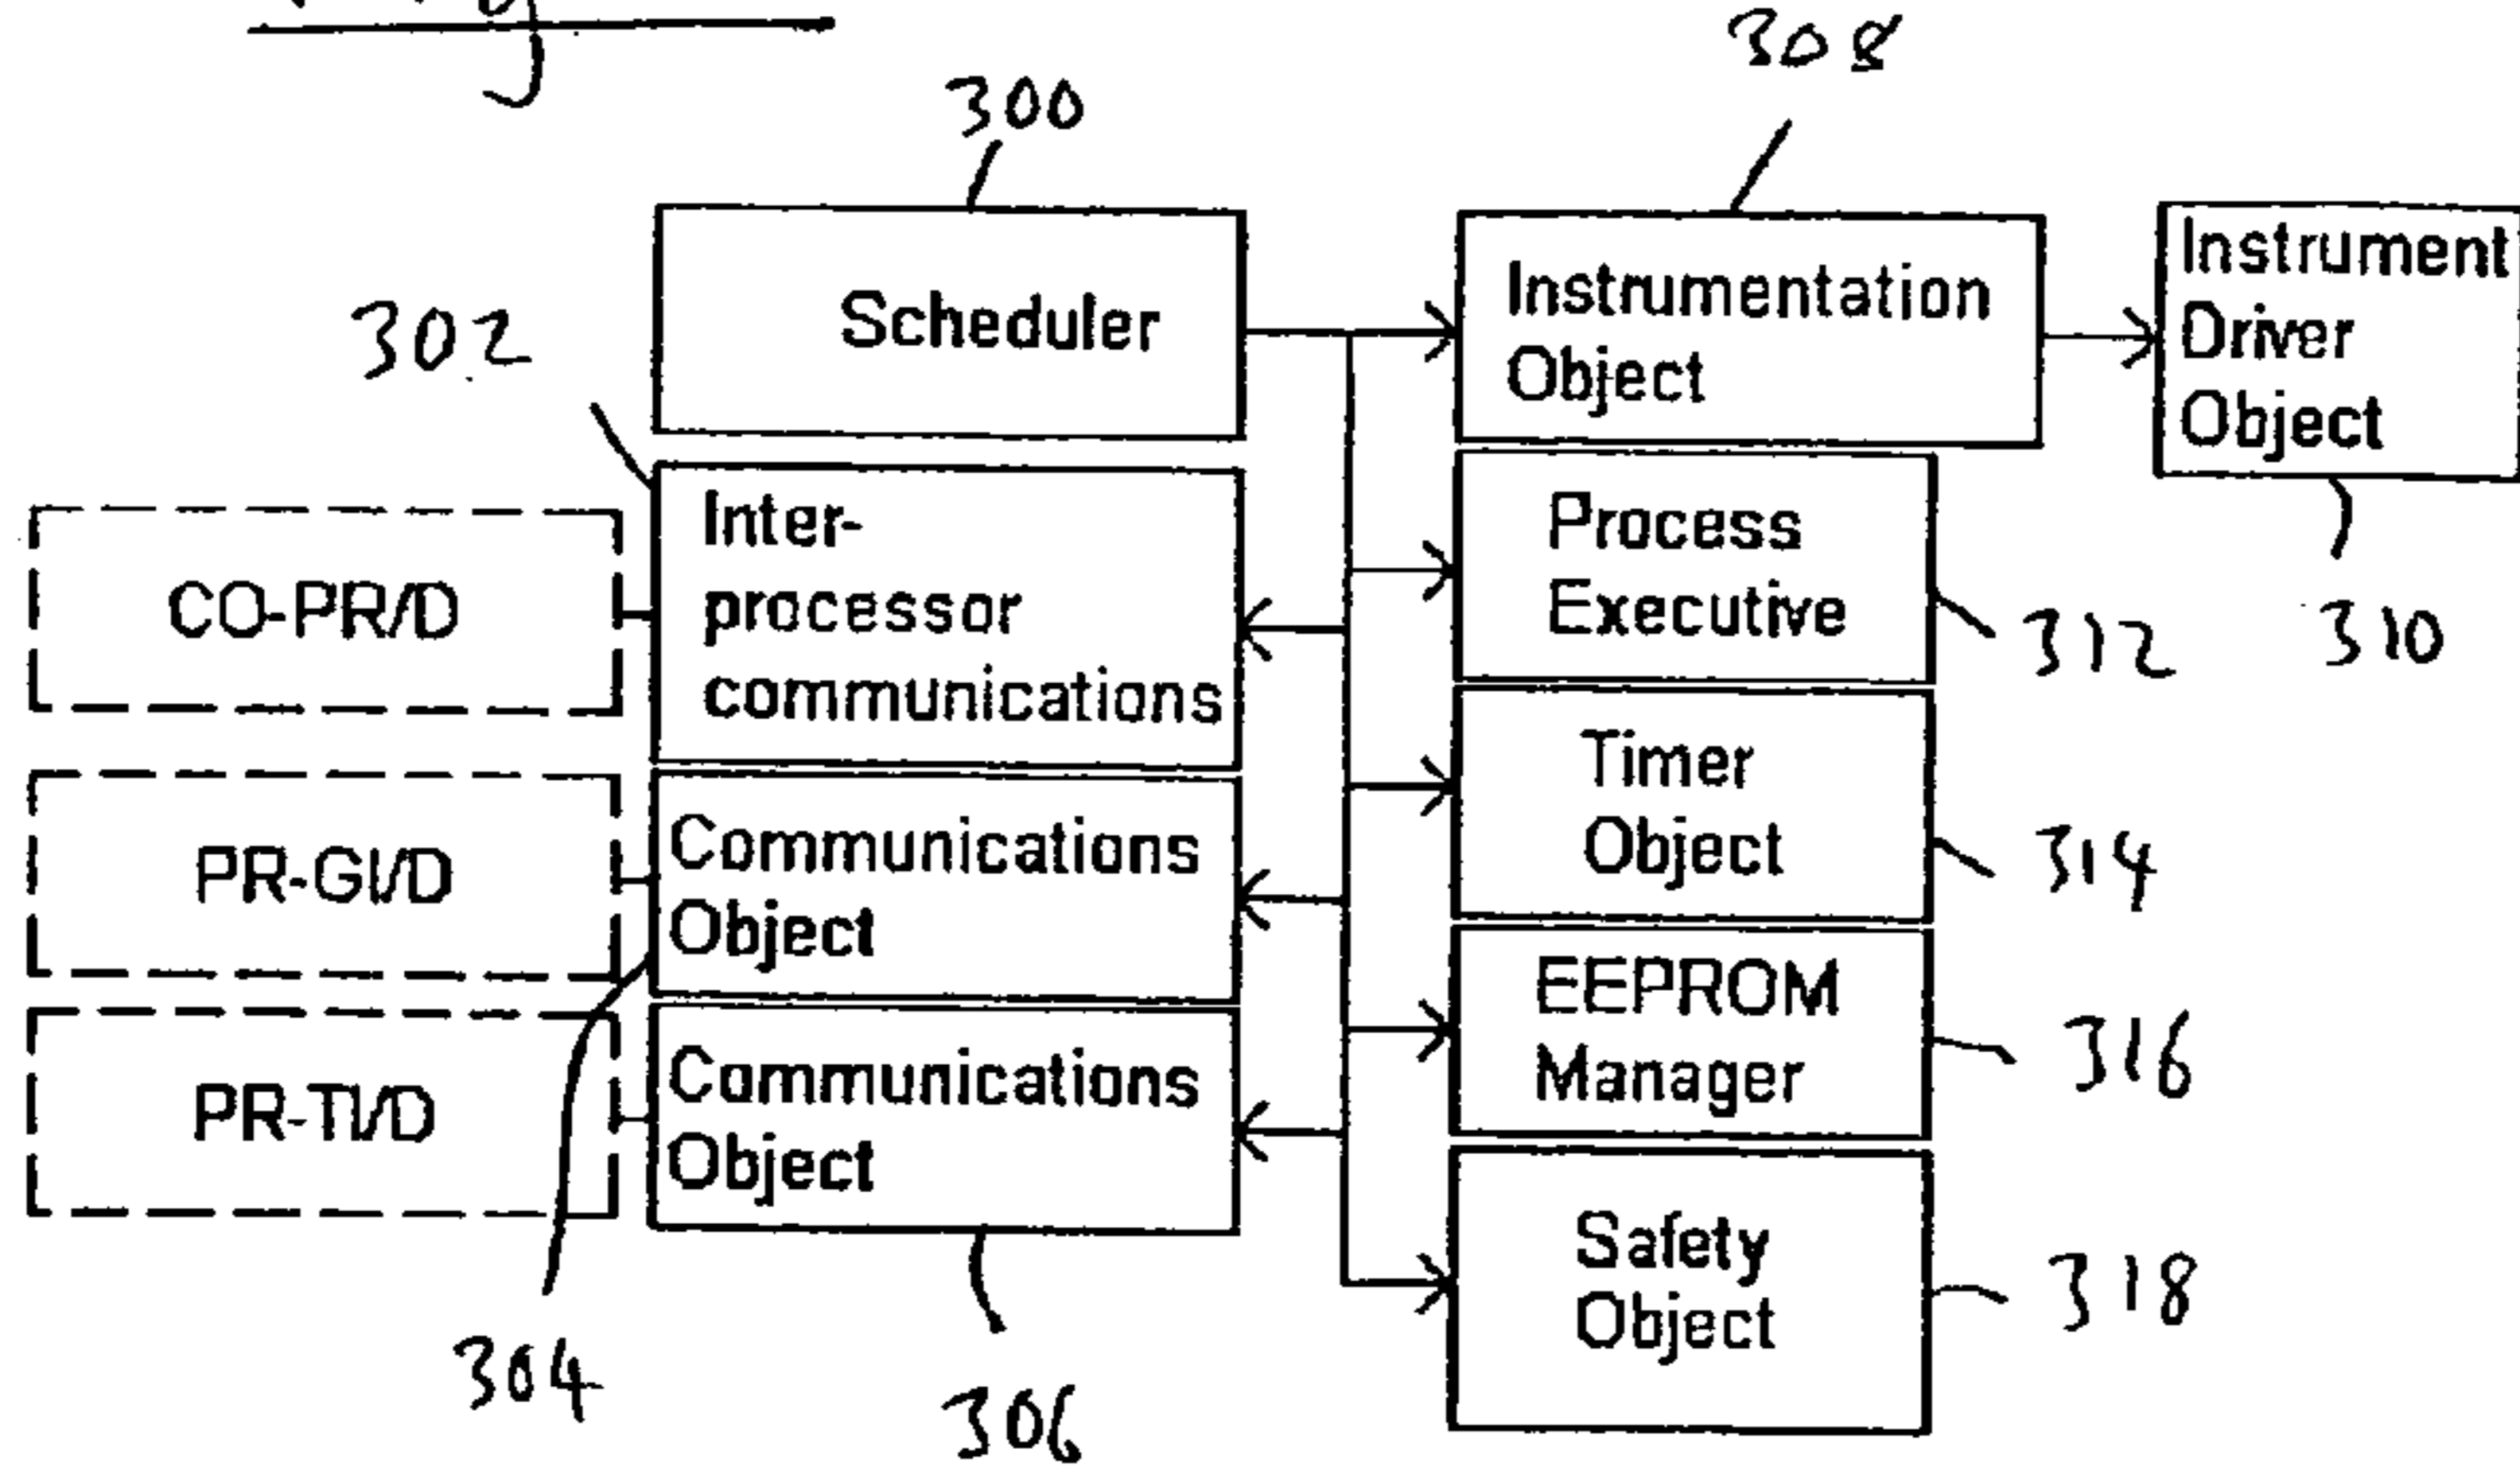 308
300
Scheduler
Instrumentation
Object
Instrument
Driver
Object
302
Inter-
processor
communications
Process
Executive
312
310
CO-PR/D
Communications
Object
Timer
Object
314
PR-GI/D
Communications
Object
EEPROM
Manager
316
PR-TI/D
Safety
Object
318
304
306